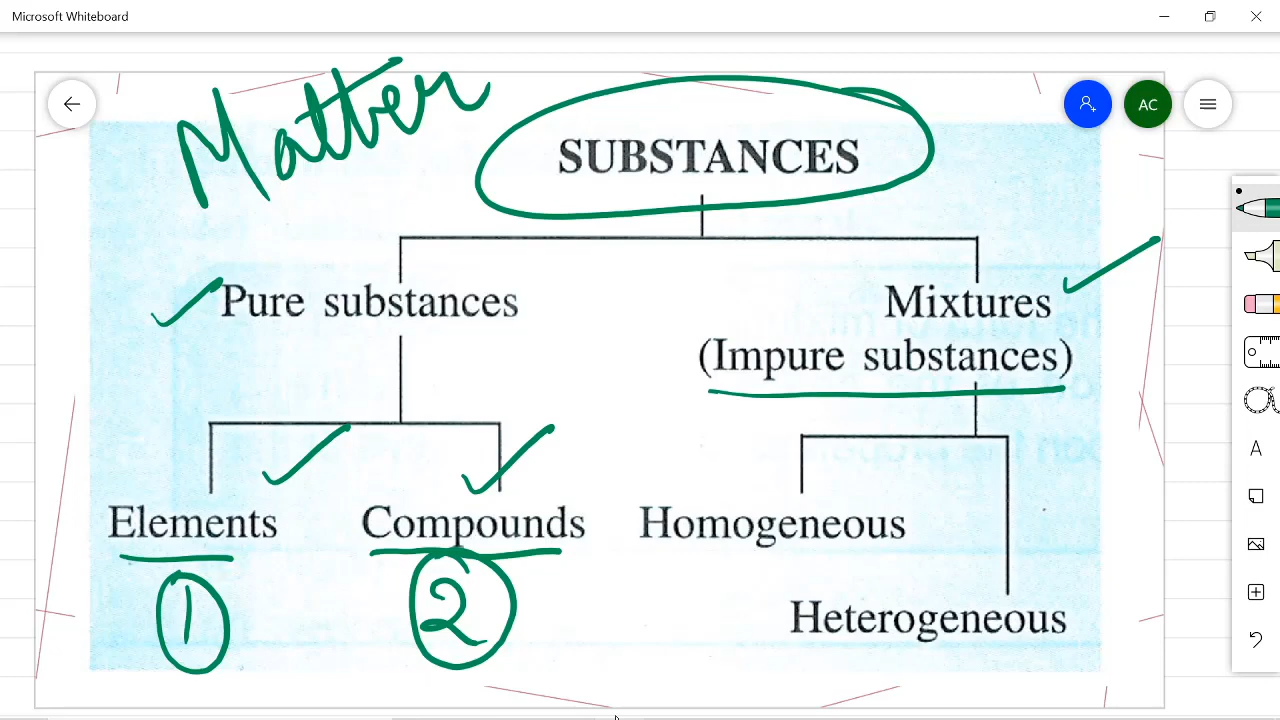 Microsoft Whiteboard
Matter
AC
SUBSTANCES
Pure substances
Mixtures
(Impure substances)
Elements
Compounds
Homogeneous
Heterogeneous
1
2
A